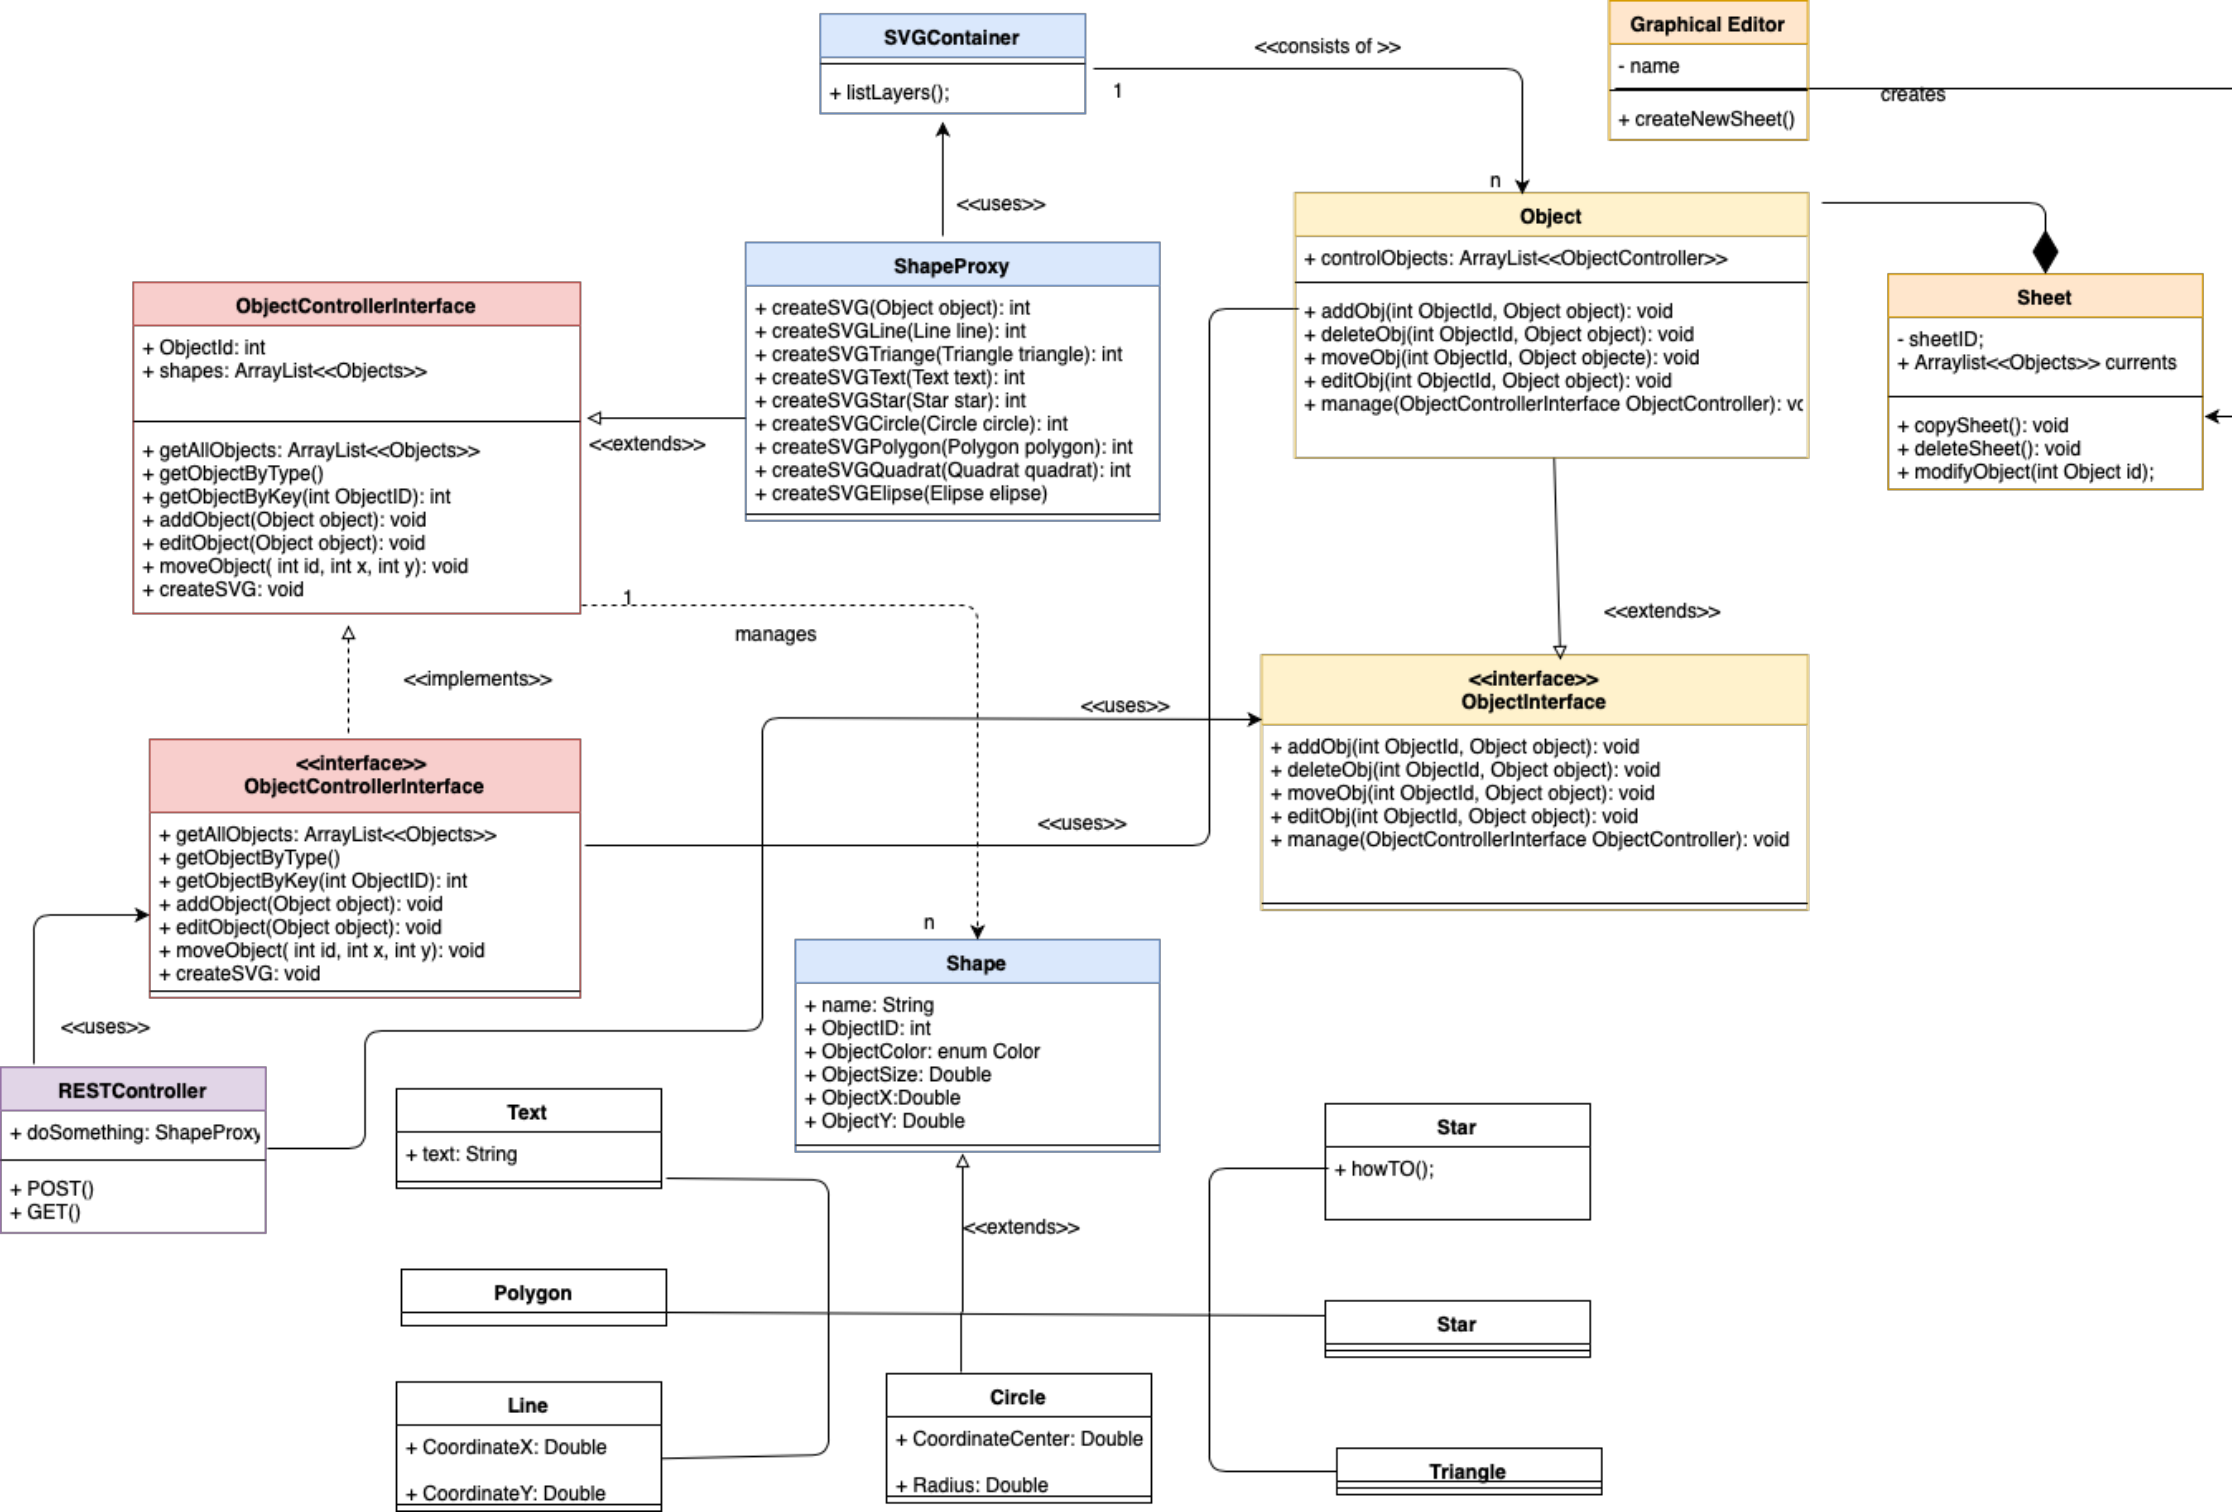 SVGContainer
+ listLayers();
<<consists of >>
1
n
Graphical Editor
- name
+ createNewSheet()
creates
<<uses>>
Object
+ controlObjects: ArrayList<<ObjectController>>
+ addObj(int ObjectId, Object object): void
+ deleteObj(int ObjectId, Object object): void
+ moveObj(int ObjectId, Object objecte): void
+ editObj(int ObjectId, Object object): void
+ manage(ObjectControllerInterface ObjectController): vc
Sheet
- sheetID;
+ Arraylist<<Objects>> currents
+ copySheet(): void
+ deleteSheet(): void
+ modifyObject(int Object id);
ShapeProxy
+ createSVG(Object object): int
+ createSVGLine(Line line): int
+ createSVGTriange(Triangle triangle): int
+ createSVGText(Text text): int
+ createSVGStar(Star star): int
+ createSVGCircle(Circle circle): int
+ createSVGPolygon(Polygon polygon): int
+ createSVGQuadrat(Quadrat quadrat): int
+ createSVGElipse(Elipse elipse)
ObjectControllerInterface
+ ObjectId: int
+ shapes: ArrayList<<Objects>>
+ getAllObjects: ArrayList<<Objects>>
+ getObjectByType()
+ getObjectByKey(int ObjectID): int
+ addObject(Object object): void
+ editObject(Object object): void
+ moveObject( int id, int x, int y): void
+ createSVG: void
<<extends>>
1
manages
n
<<extends>>
<<implements>>
<<interface>>
ObjectInterface
+ addObj(int ObjectId, Object object): void
+ deleteObj(int ObjectId, Object object): void
+ moveObj(int ObjectId, Object object): void
+ editObj(int ObjectId, Object object): void
+ manage(ObjectControllerInterface ObjectController): void
<<uses>>
<<uses>>
<<interface>>
ObjectControllerInterface
+ getAllObjects: ArrayList<<Objects>>
+ getObjectByType()
+ getObjectByKey(int ObjectID): int
+ addObject(Object object): void
+ editObject(Object object): void
+ moveObject( int id, int x, int y): void
+ createSVG: void
<<uses>>
Shape
+ name: String
+ ObjectID: int
+ ObjectColor: enum Color
+ ObjectSize: Double
+ ObjectX:Double
+ ObjectY: Double
RESTController
+ doSomething: ShapeProxy
+ POST()
+ GET()
Text
+ text: String
<<extends>>
Star
+ howTO();
Polygon
Star
Line
+ CoordinateX: Double
+ CoordinateY: Double
Circle
+ CoordinateCenter: Double
+ Radius: Double
Triangle